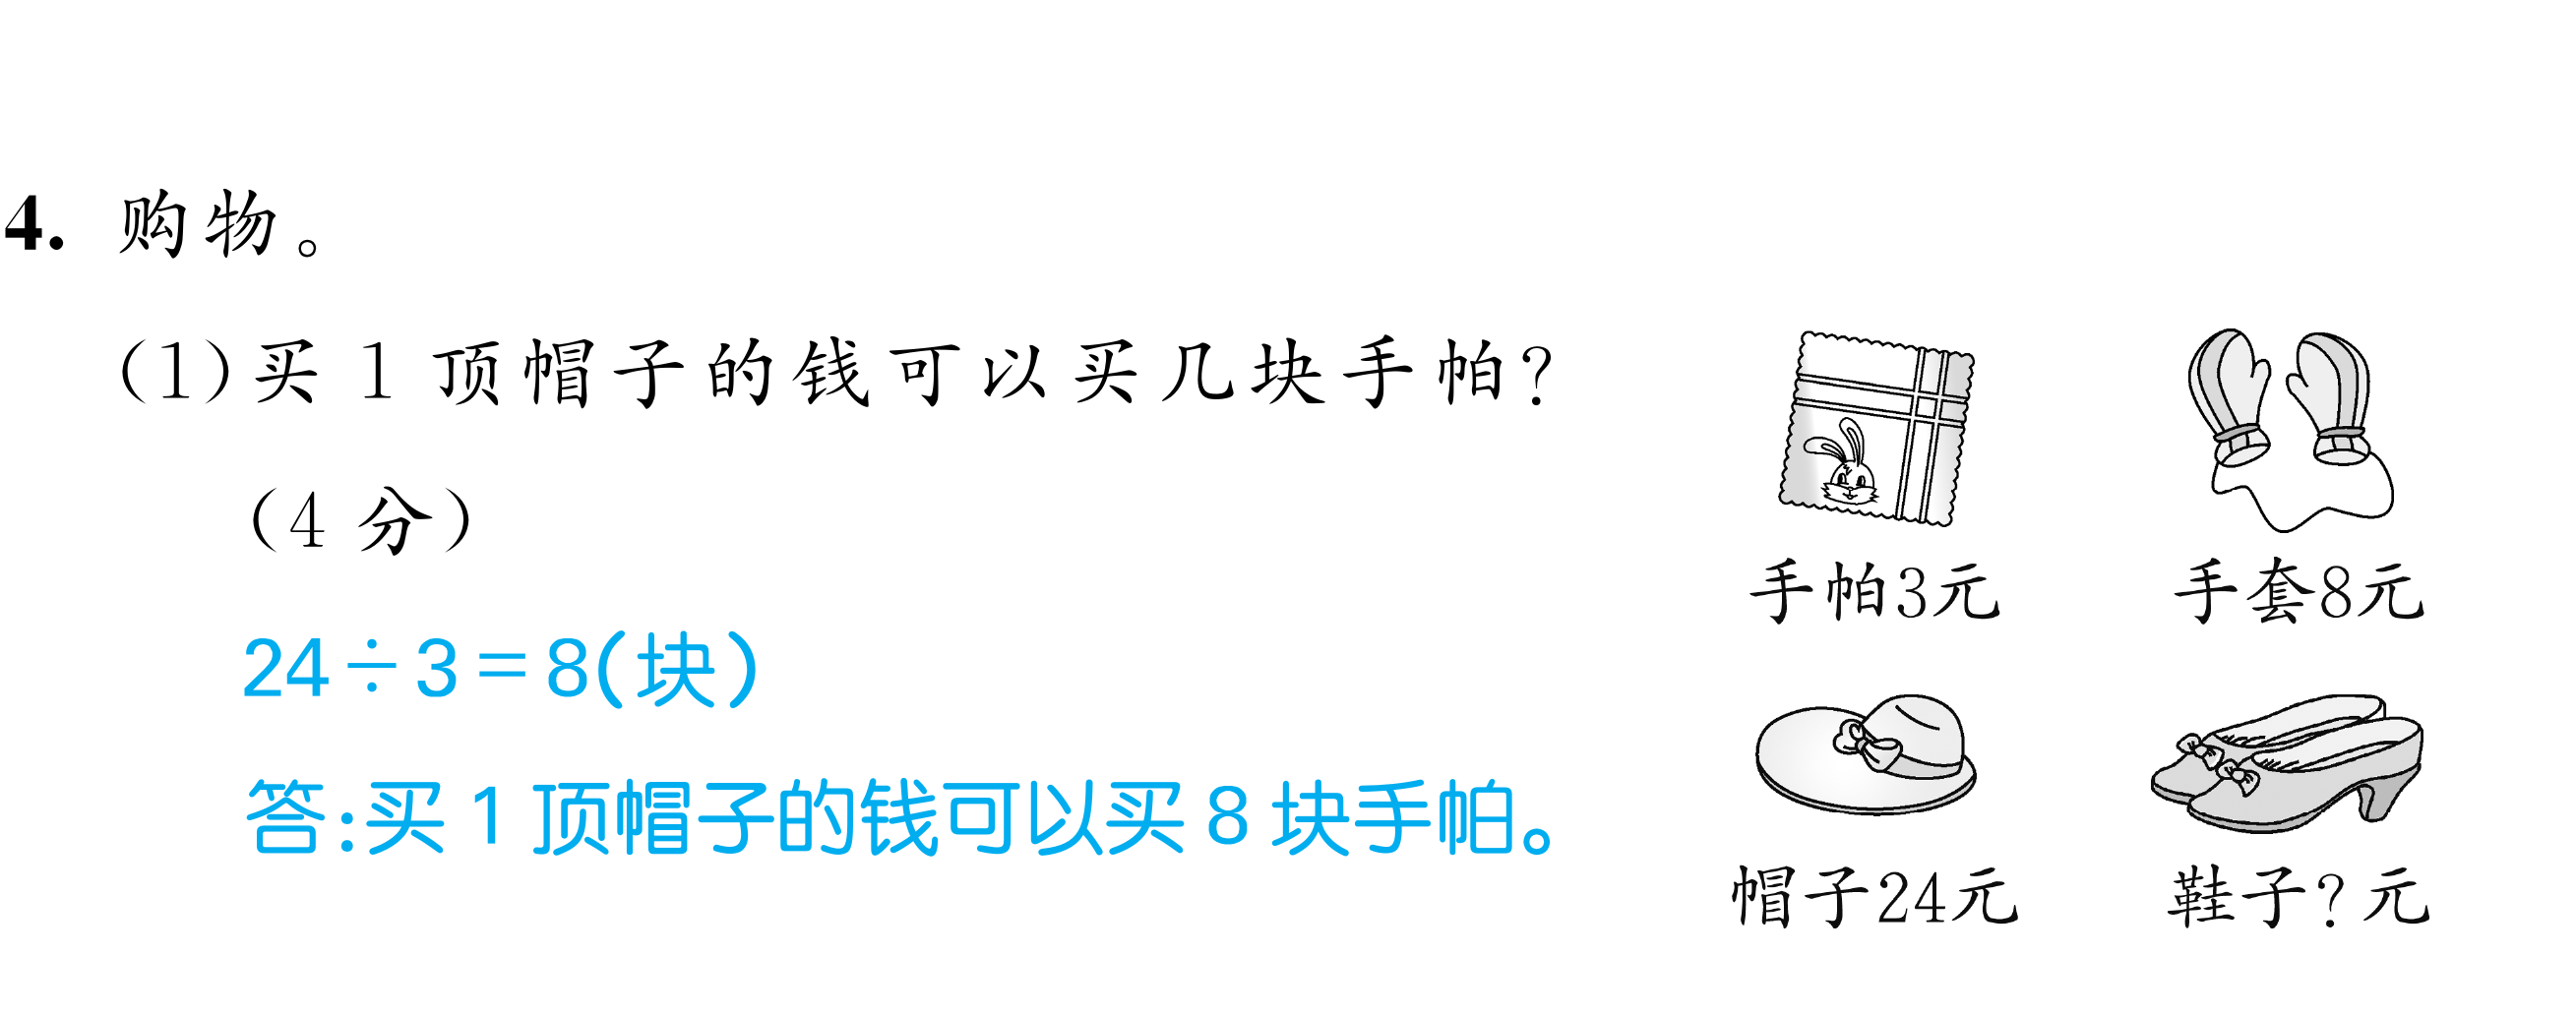 4. 购物。
(1)买 1 顶帽子的钱可以买几块手帕?
(4 分)
24÷3=8(块)
答:买 1 顶帽子的钱可以买 8 块手帕。
手帕3元
手套8元
帽子24元
鞋子?元